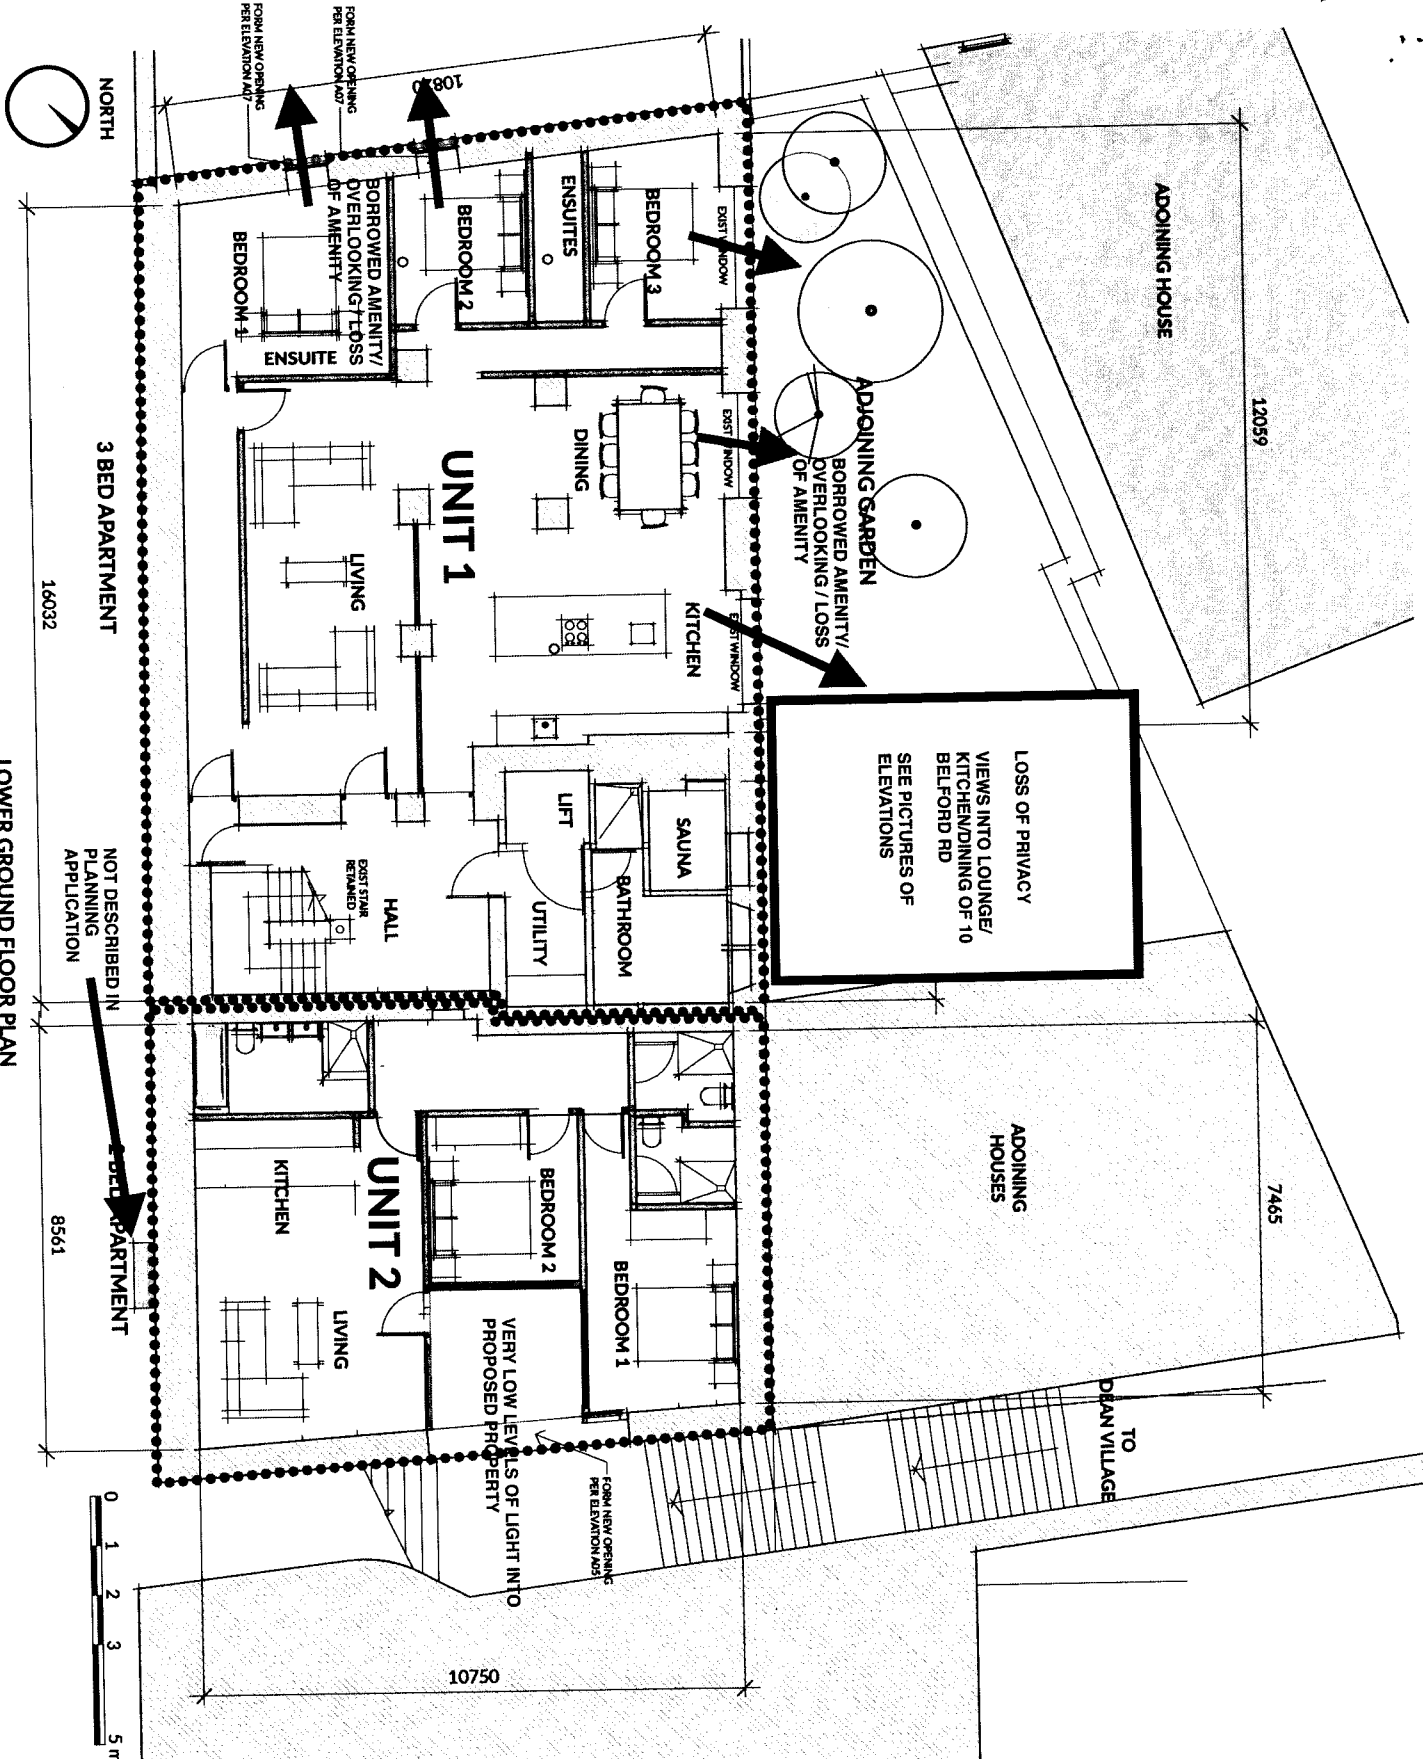 FORM NEW OPENING
PER ELEVATION A07
FORM NEW OPENING
PER ELEVATION A07
NORTH
ADOINING HOUSE
12059
BORROWED AMENITY/
OVERLOOKING / LOSS
OF AMENITY
BEDROOM 1
ENSUITE
BEDROOM 2
ENSUITES
BEDROOM 3
EXIST WINDOW
ADJOINING GARDEN
BORROWED AMENITY/
OVERLOOKING / LOSS
OF AMENITY
DINING
EXIST WINDOW
UNIT 1
3 BED APARTMENT
16032
LIVING
KITCHEN
EXIST WINDOW
LOSS OF PRIVACY
VIEWS INTO LOUNGE/
KITCHEN/DINING OF 10
BELFORD RD
SEE PICTURES OF
ELEVATIONS
LIFT
SAUNA
BATHROOM
UTILITY
HALL
EXIST STAIR
RETAINED
LOWER GROUND FLOOR PLAN
NOT DESCRIBED IN
PLANNING
APPLICATION
2 BED APARTMENT
8561
KITCHEN
UNIT 2
BEDROOM 2
BEDROOM 1
LIVING
ADOINING
HOUSES
7465
VERY LOW LEVELS OF LIGHT INTO
PROPOSED PROPERTY
FORM NEW OPENING
PER ELEVATION A05
TO
DEAN VILLAGE
10750
0 1 2 3 5 m